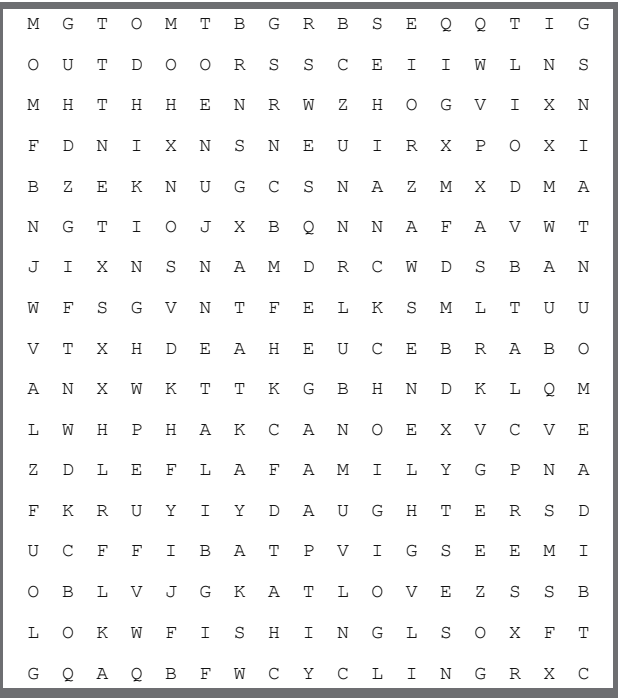 M G T O M T B G R B S E Q Q T I G
O U T D O O R S S C E I I W L N S
M H T H H E N R W Z H O G V I X N
F D N I X N S N E U I R X P O X I
B Z E K N U G C S N A Z M X D M A
N G T I O J X B Q N N A F A V W T
J I X N S N A M D R C W D S B A N
W F S G V N T F E L K S M L T U U
V T X H D E A H E U C E B R A B O
A N X W K T T K G B H N D K L Q M
L W H P H A K C A N O E X V C V E
Z D L E F L A F A M I L Y G P N A
F K R U Y I Y D A U G H T E R S D
U C F F I B A T P V I G S E E M I
O B L V J G K A T L O V E Z S S B
L O K W F I S H I N G L S O X F T
G Q A Q B F W C Y C L I N G R X C